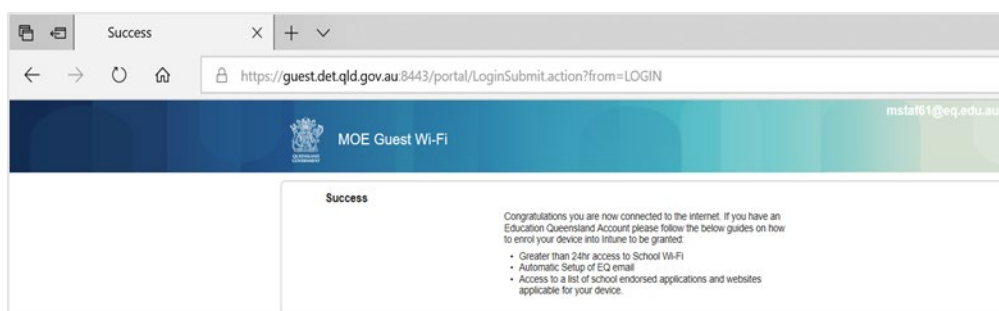 Success
https://guest.det.qld.gov.au:8443/portal/LoginSubmit.action?from=LOGIN
mstaf61@eq.edu.au
MOE Guest Wi-Fi
Success
Congratulations you are now connected to the internet. If you have an
Education Queensland Account please follow the below guides on how
to enrol your device into Intune to be granted:
• Greater than 24hr access to School Wi-Fi
• Automatic Setup of EQ email
• Access to a list of school endorsed applications and websites
applicable for your device.